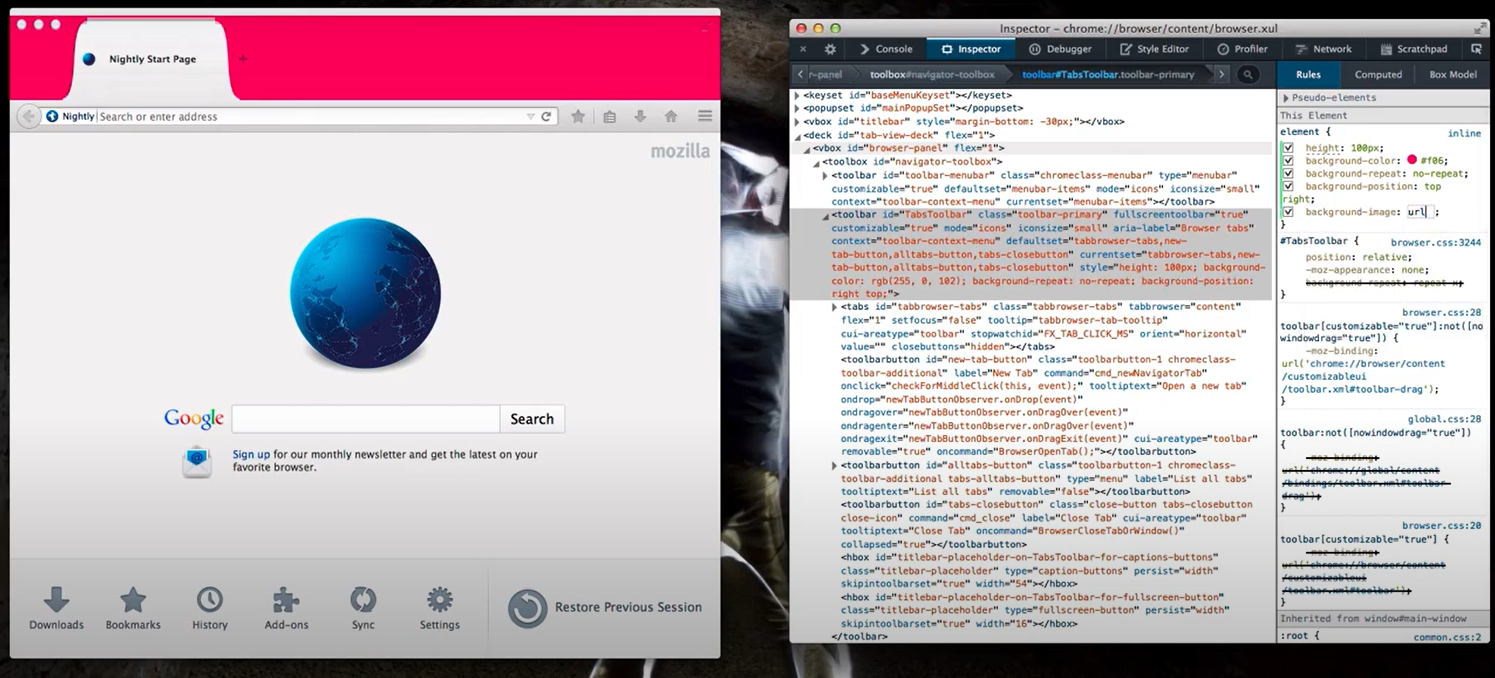 Nightly Start Page
+
Nightly Search or enter address
mozilla
Google
Search
Sign up for our monthly newsletter and get the latest on your
favorite browser.
Downloads
Bookmarks
History
Add-ons
Sync
Settings
Restore Previous Session
Inspector – chrome://browser/content/browser.xul
Console
Inspector
Debugger
Style Editor
Profiler
Network
Scratchpad
r-panel
toolbox#navigator-toolbox
toolbar#TabsToolbar.toolbar-primary
<keyset id="baseMenuKeyset"></keyset>
<popupset id="mainPopupSet"></popupset>
<vbox id="titlebar" style="margin-bottom: -30px;"></vbox>
<deck id="tab-view-deck" flex="1">
<vbox id="browser-panel" flex="1">
<toolbox id="navigator-toolbox">
<toolbar id="toolbar-menubar" class="chromeclass-menubar" type="menubar"
customizable="true" defaultset="menubar-items" mode="icons" iconsize="small"
context="toolbar-context-menu" currentset="menubar-items"></toolbar>
<toolbar id="TabsToolbar" class="toolbar-primary" fullscreentoolbar="true"
customizable="true" mode="icons" iconsize="small" aria-label="Browser tabs"
context="toolbar-context-menu" defaultset="tabbrowser-tabs,new-
tab-button,alltabs-button,tabs-closebutton" currentset="tabbrowser-tabs,new-
tab-button,alltabs-button,tabs-closebutton" style="height: 100px; background-
color: rgb(255, 0, 102); background-repeat: no-repeat; background-position:
right top;">
<tabs id="tabbrowser-tabs" class="tabbrowser-tabs" tabbrowser="content"
flex="1" setfocus="false" tooltip="tabbrowser-tab-tooltip"
cui-areatype="toolbar" stopwatchid="FX_TAB_CLICK_MS" orient="horizontal"
value="" closebuttons="hidden"></tabs>
<toolbarbutton id="new-tab-button" class="toolbarbutton-1 chromeclass-
toolbar-additional" label="New Tab" command="cmd_newNavigatorTab"
onclick="checkForMiddleClick(this, event);" tooltiptext="Open a new tab"
ondrop="newTabButtonObserver.onDrop(event)"
ondragover="newTabButtonObserver.onDragOver(event)"
ondragenter="newTabButtonObserver.onDragOver(event)"
ondragexit="newTabButtonObserver.onDragExit(event)" cui-areatype="toolbar"
removable="true" oncommand="BrowserOpenTab();"></toolbarbutton>
<toolbarbutton id="alltabs-button" class="toolbarbutton-1 chromeclass-
toolbar-additional tabs-alltabs-button" type="menu" label="List all tabs"
tooltiptext="List all tabs" removable="false"></toolbarbutton>
<toolbarbutton id="tabs-closebutton" class="close-button tabs-closebutton
close-icon" command="cmd_close" label="Close Tab" cui-areatype="toolbar"
tooltiptext="Close Tab" oncommand="BrowserCloseTabOrWindow()"
collapsed="true"></toolbarbutton>
<hbox id="titlebar-placeholder-on-TabsToolbar-for-captions-buttons"
class="titlebar-placeholder" type="caption-buttons" persist="width"
skipintoolbarset="true" width="54"></hbox>
<hbox id="titlebar-placeholder-on-TabsToolbar-for-fullscreen-button"
class="titlebar-placeholder" type="fullscreen-button" persist="width"
skipintoolbarset="true" width="16"></hbox>
</toolbar>
Rules
Computed
Box Model
Pseudo-elements
This Element
element {
inline
height: 100px;
background-color: #f06;
background-repeat: no-repeat;
background-position: top
right;
background-image: url ;
}
#TabsToolbar {
browser.css:3244
position: relative;
-moz-appearance: none;
background-repeat: repeat-x;
}
browser.css:28
toolbar[customizable="true"]:not([no
windowdrag="true"]) {
-moz-binding:
url('chrome://browser/content
/customizableui
/toolbar.xml#toolbar-drag');
}
global.css:28
toolbar:not([nowindowdrag="true"])
{
-moz-binding:
url('chrome://global/content
/bindings/toolbar.xml#toolbar-
drag');
}
browser.css:20
toolbar[customizable="true"] {
-moz-binding:
url('chrome://browser/content
/customizableui
/toolbar.xml#toolbar');
}
Inherited from window#main-window
:root {
common.css:2